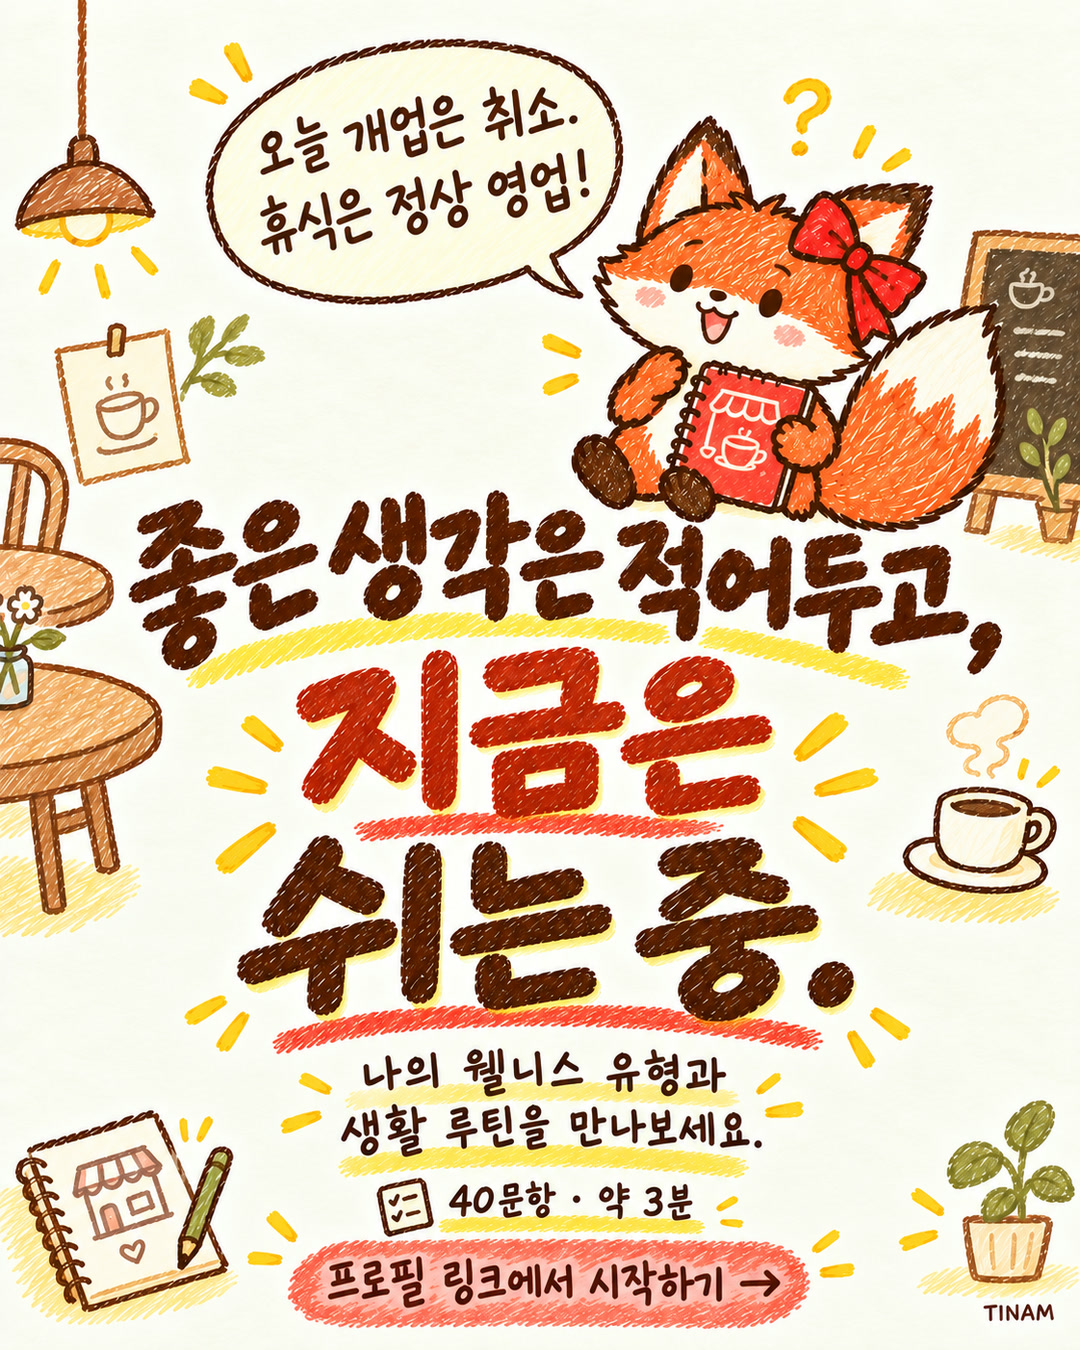 오늘 개업은 취소.
휴식은 정상 영업!
?
좋은 생각은 적어두고,
지금은
쉬는 중.
나의 웰니스 유형과
생활 루틴을 만나보세요.
40문항 · 약 3분
프로필 링크에서 시작하기 →
TINAM